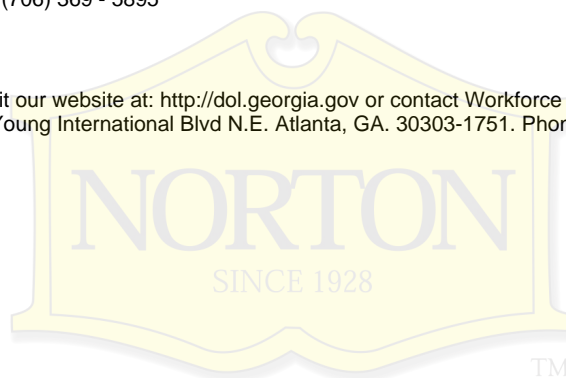 (706) 369 - 5895
it our website at: http://dol.georgia.gov or contact Workforce
Young International Blvd N.E. Atlanta, GA. 30303-1751. Phon
NORTON
SINCE 1928
TM